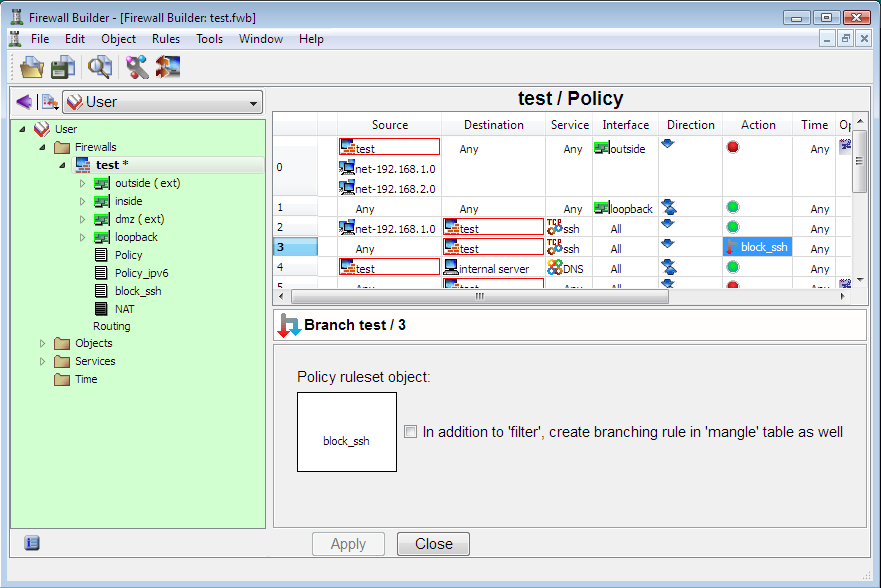 Firewall Builder - [Firewall Builder: test.fwb]
File Edit Object Rules Tools Window Help
User
test / Policy
User
Firewalls
test *
outside ( ext)
inside
dmz ( ext)
loopback
Policy
Policy_ipv6
block_ssh
NAT
Routing
Objects
Services
Time
Source Destination Service Interface Direction Action Time Op
0 test Any Any outside Any
net-192.168.1.0
net-192.168.2.0
1 Any Any Any loopback Any
2 net-192.168.1.0 test TCP ssh All Any
3 Any test TCP ssh All block_ssh Any
4 test internal server DNS All Any
5 Any test All Any
Branch test / 3
Policy ruleset object:
block_ssh
In addition to 'filter', create branching rule in 'mangle' table as well
Apply Close